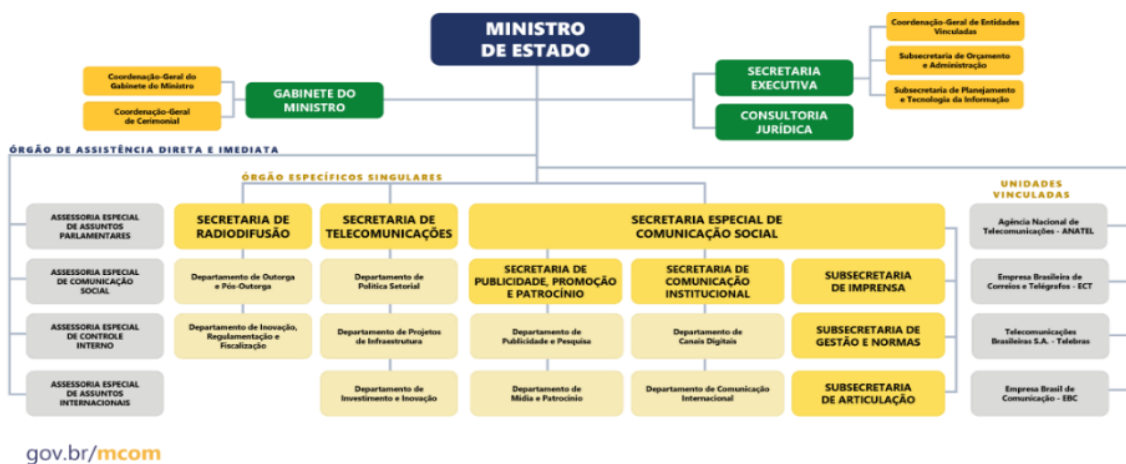 MINISTRO
DE ESTADO
Coordenação-Geral do
Gabinete do Ministro
Coordenação-Geral
de Cerimonial
GABINETE DO
MINISTRO
SECRETARIA
EXECUTIVA
CONSULTORIA
JURÍDICA
Coordenação-Geral de Entidades
Vinculadas
Subsecretaria de Orçamento
e Administração
Subsecretaria de Planejamento
e Tecnologia da Informação
ÓRGÃO DE ASSISTÊNCIA DIRETA E IMEDIATA
ÓRGÃO ESPECÍFICOS SINGULARES
UNIDADES
VINCULADAS
ASSESSORIA ESPECIAL
DE ASSUNTOS
PARLAMENTARES
ASSESSORIA ESPECIAL
DE COMUNICAÇÃO
SOCIAL
ASSESSORIA ESPECIAL
DE CONTROLE
INTERNO
ASSESSORIA ESPECIAL
DE ASSUNTOS
INTERNACIONAIS
SECRETARIA DE
RADIODIFUSÃO
Departamento de Outorga
e Pós-Outorga
Departamento de Inovação,
Regulamentação e
Fiscalização
SECRETARIA DE
TELECOMUNICAÇÕES
Departamento de
Política Setorial
Departamento de Projetos
de Infraestrutura
Departamento de
Investimento e Inovação
SECRETARIA ESPECIAL DE
COMUNICAÇÃO SOCIAL
SECRETARIA DE
PUBLICIDADE, PROMOÇÃO
E PATROCÍNIO
Departamento de
Publicidade e Pesquisa
Departamento de
Mídia e Patrocínio
SECRETARIA DE
COMUNICAÇÃO
INSTITUCIONAL
Departamento de
Canais Digitais
Departamento de Comunicação
Internacional
SUBSECRETARIA
DE IMPRENSA
SUBSECRETARIA DE
GESTÃO E NORMAS
SUBSECRETARIA
DE ARTICULAÇÃO
Agência Nacional de
Telecomunicações - ANATEL
Empresa Brasileira de
Correios e Telégrafos - ECT
Telecomunicações
Brasileiras S.A. - Telebras
Empresa Brasil de
Comunicação - EBC
gov.br/mcom